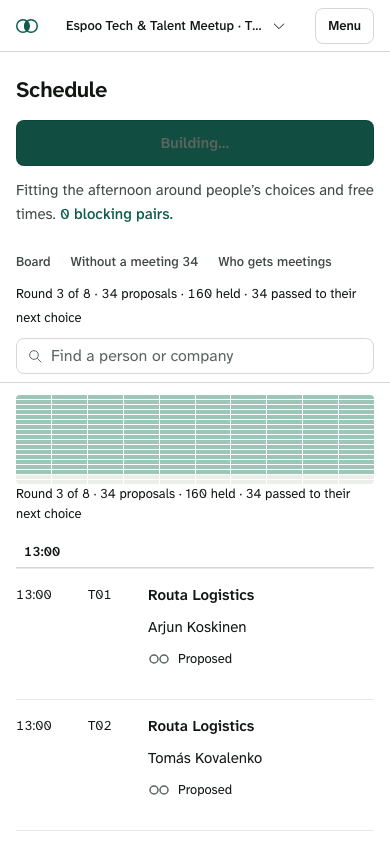 Espoo Tech & Talent Meetup · T...
Menu
Schedule
Building...
Fitting the afternoon around people's choices and free
times. 0 blocking pairs.
Board Without a meeting 34 Who gets meetings
Round 3 of 8 · 34 proposals · 160 held · 34 passed to their
next choice
Find a person or company
Round 3 of 8 · 34 proposals · 160 held · 34 passed to their
next choice
13:00
13:00 T01 Routa Logistics
Arjun Koskinen
Proposed
13:00 T02 Routa Logistics
Tomás Kovalenko
Proposed